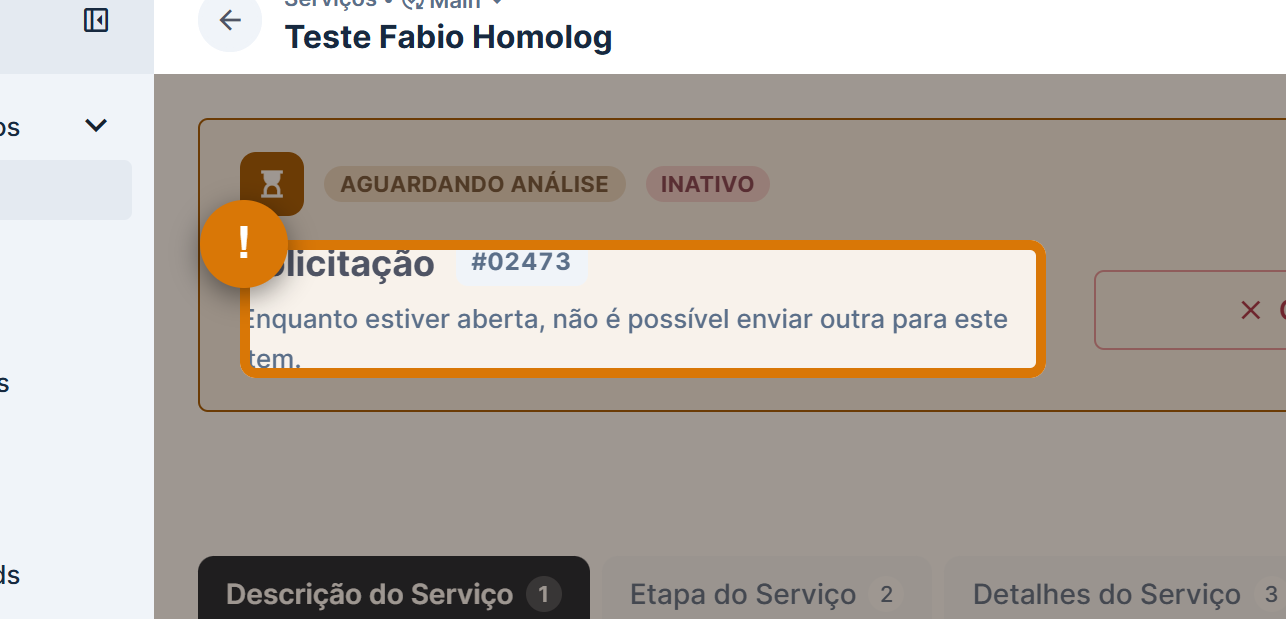 Serviços • Main
Teste Fabio Homolog
os
AGUARDANDO ANÁLISE INATIVO
!
olicitação #02473
Enquanto estiver aberta, não é possível enviar outra para este
tem.
s
ds
Descrição do Serviço 1 Etapa do Serviço 2 Detalhes do Serviço 3